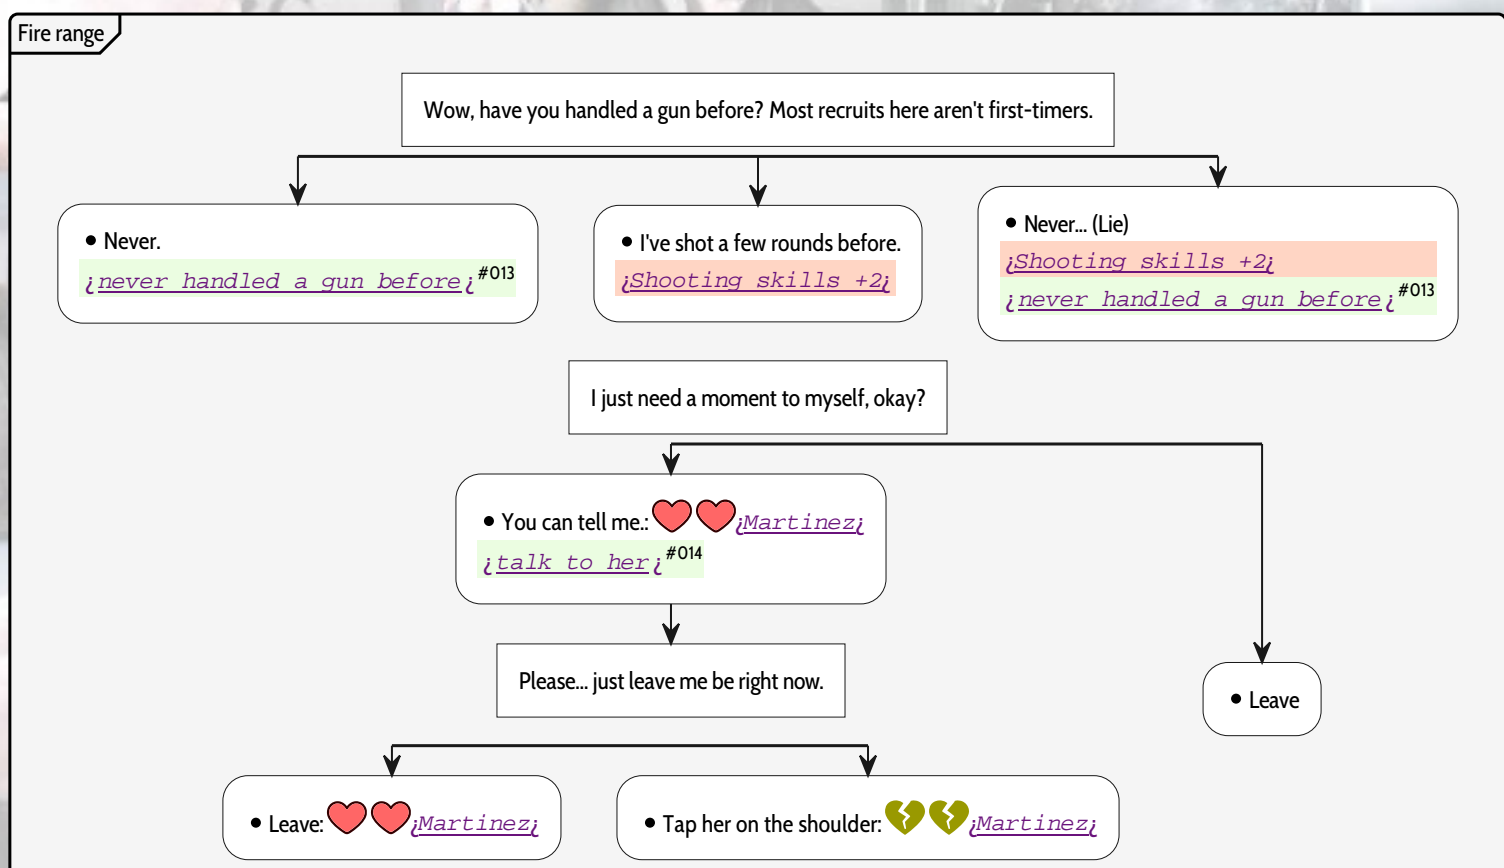 Fire range
Wow, have you handled a gun before? Most recruits here aren't first-timers.
• Never.
¿never handled a gun before¿#013
• I've shot a few rounds before.
¿Shooting skills +2¿
• Never... (Lie)
¿Shooting skills +2¿
¿never handled a gun before¿#013
I just need a moment to myself, okay?
• You can tell me.: ¿Martinez¿
¿talk to her¿#014
Please... just leave me be right now.
• Leave
• Leave: ¿Martinez¿
• Tap her on the shoulder: ¿Martinez¿